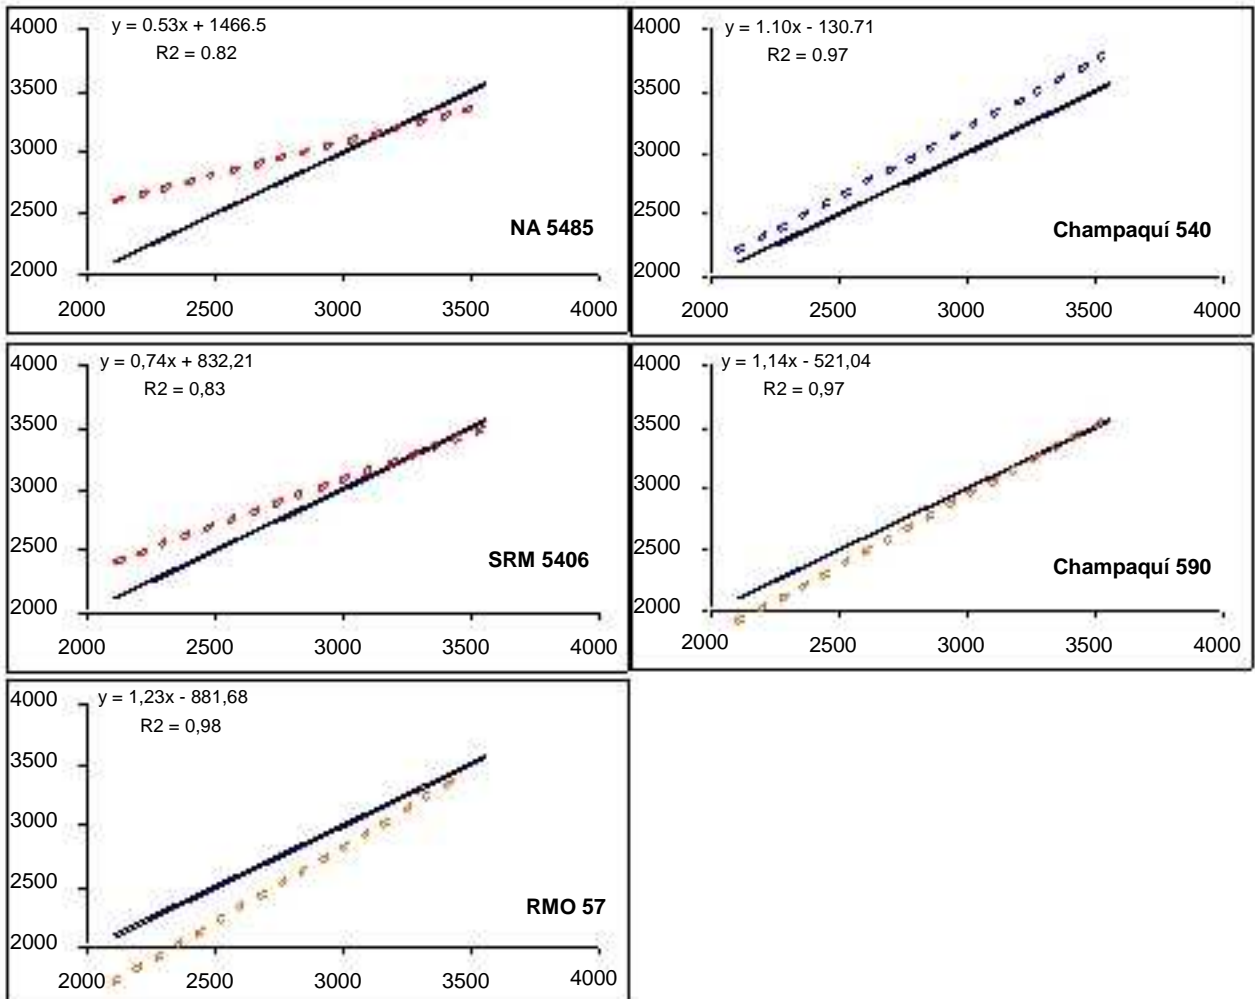 y = 0.53x + 1466.5
R2 = 0.82
4000
3500
3000
2500
2000
NA 5485
2000 2500 3000 3500 4000
y = 1.10x - 130.71
R2 = 0.97
4000
3500
3000
2500
2000
Champaquí 540
2000 2500 3000 3500 4000
y = 0,74x + 832,21
R2 = 0,83
4000
3500
3000
2500
2000
SRM 5406
2000 2500 3000 3500 4000
y = 1,14x - 521,04
R2 = 0,97
4000
3500
3000
2500
2000
Champaquí 590
2000 2500 3000 3500 4000
y = 1,23x - 881,68
R2 = 0,98
4000
3500
3000
2500
2000
RMO 57
2000 2500 3000 3500 4000